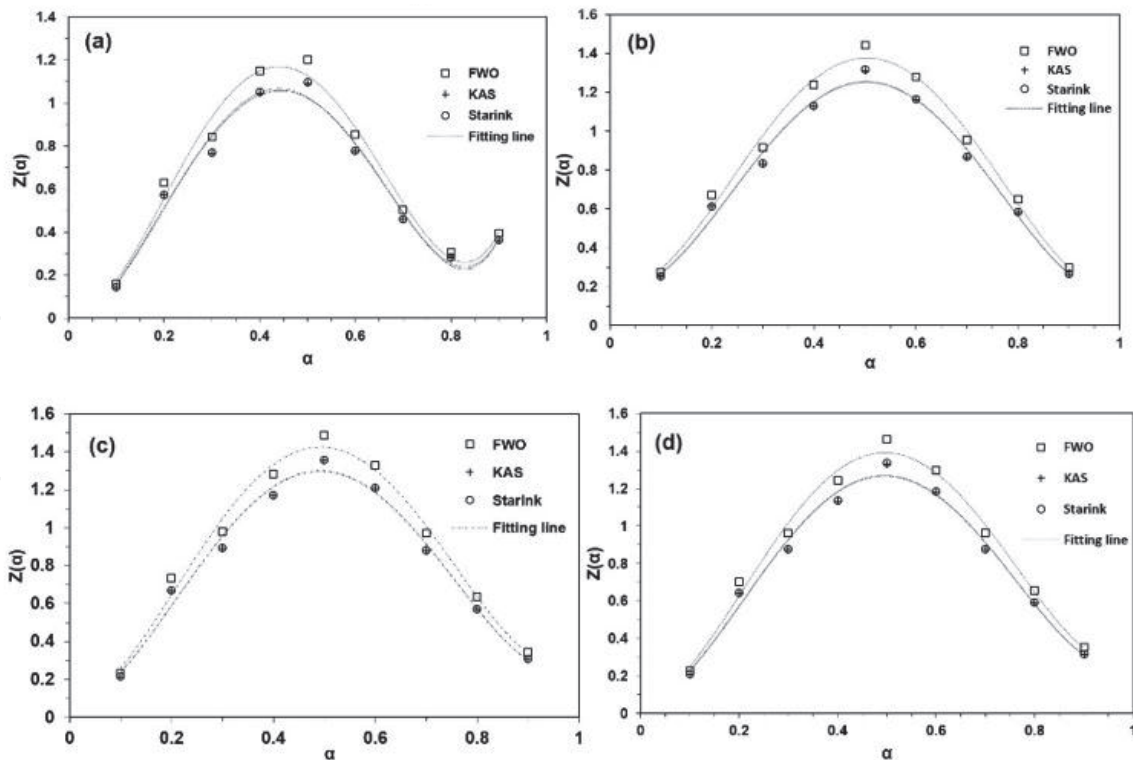 (a)
FWO
KAS
Starink
Fitting line
1.4
1.2
1
0.8
0.6
0.4
0.2
0
Z(α)
0 0.2 0.4 0.6 0.8 1
α
(b)
FWO
KAS
Starink
Fitting line
1.6
1.4
1.2
1
0.8
0.6
0.4
0.2
0
Z(α)
0 0.2 0.4 0.6 0.8 1
α
(c)
FWO
KAS
Starink
Fitting line
1.6
1.4
1.2
1
0.8
0.6
0.4
0.2
0
Z(α)
0 0.2 0.4 0.6 0.8 1
α
(d)
FWO
KAS
Starink
Fitting line
1.6
1.4
1.2
1
0.8
0.6
0.4
0.2
0
Z(α)
0 0.2 0.4 0.6 0.8 1
α